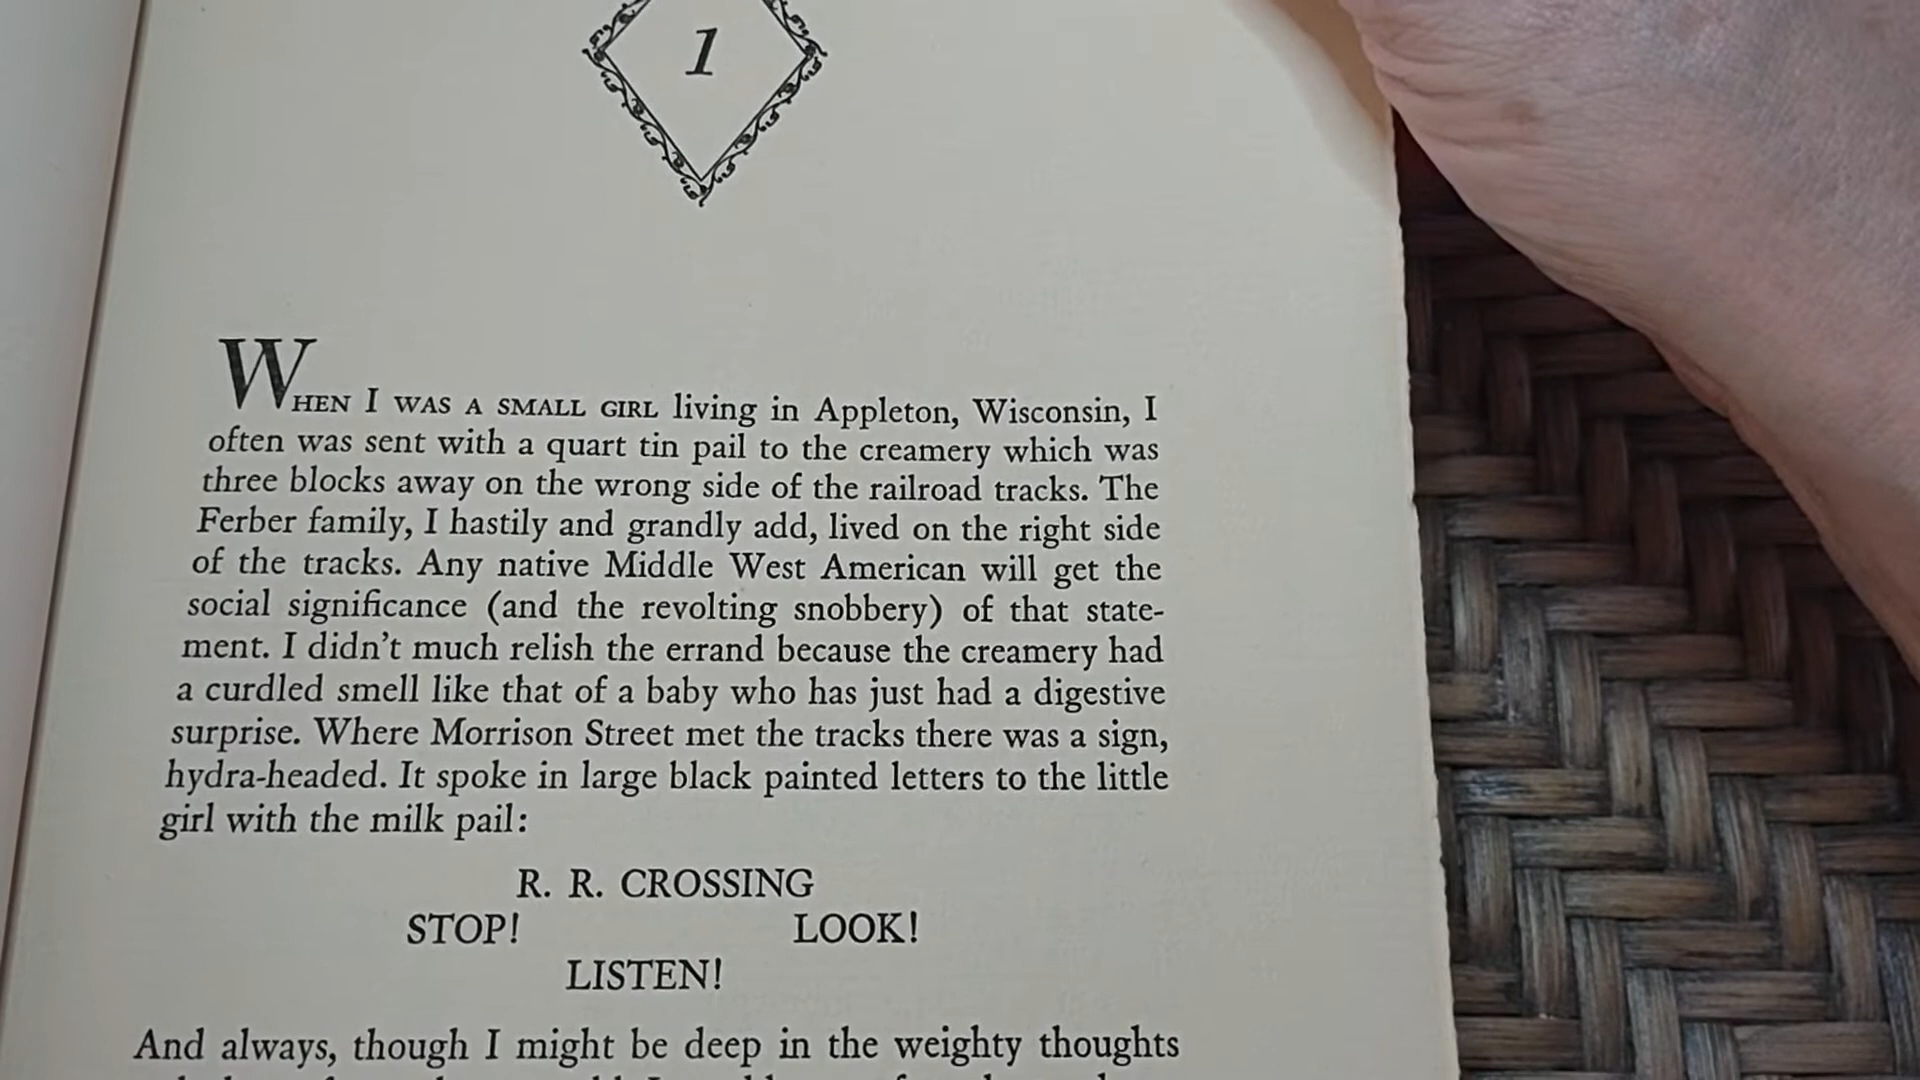 1
WHEN I WAS A SMALL GIRL living in Appleton, Wisconsin, I
often was sent with a quart tin pail to the creamery which was
three blocks away on the wrong side of the railroad tracks. The
Ferber family, I hastily and grandly add, lived on the right side
of the tracks. Any native Middle West American will get the
social significance (and the revolting snobbery) of that state-
ment. I didn't much relish the errand because the creamery had
a curdled smell like that of a baby who has just had a digestive
surprise. Where Morrison Street met the tracks there was a sign,
hydra-headed. It spoke in large black painted letters to the little
girl with the milk pail:
R. R. CROSSING
STOP! LOOK!
LISTEN!
And always, though I might be deep in the weighty thoughts